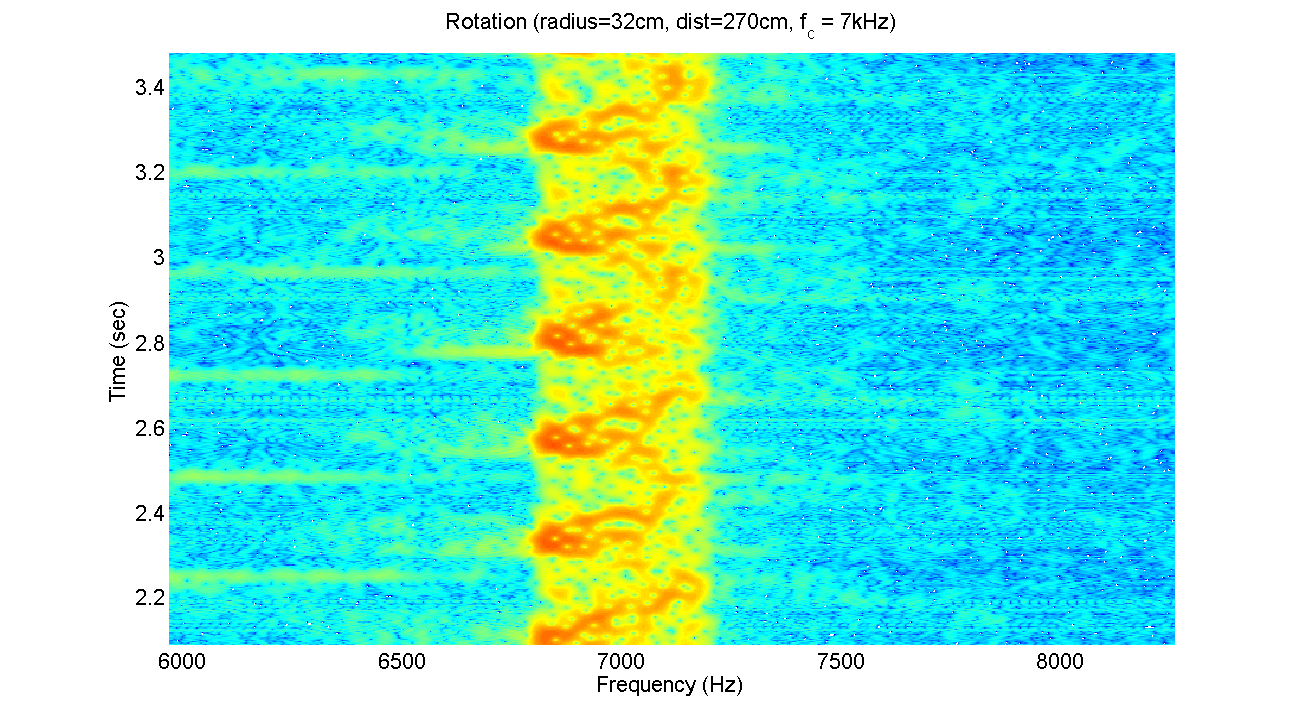 Rotation (radius=32cm, dist=270cm, fc = 7kHz)
3.4
3.2
3
2.8
2.6
2.4
2.2
Time (sec)
6000 6500 7000 7500 8000
Frequency (Hz)